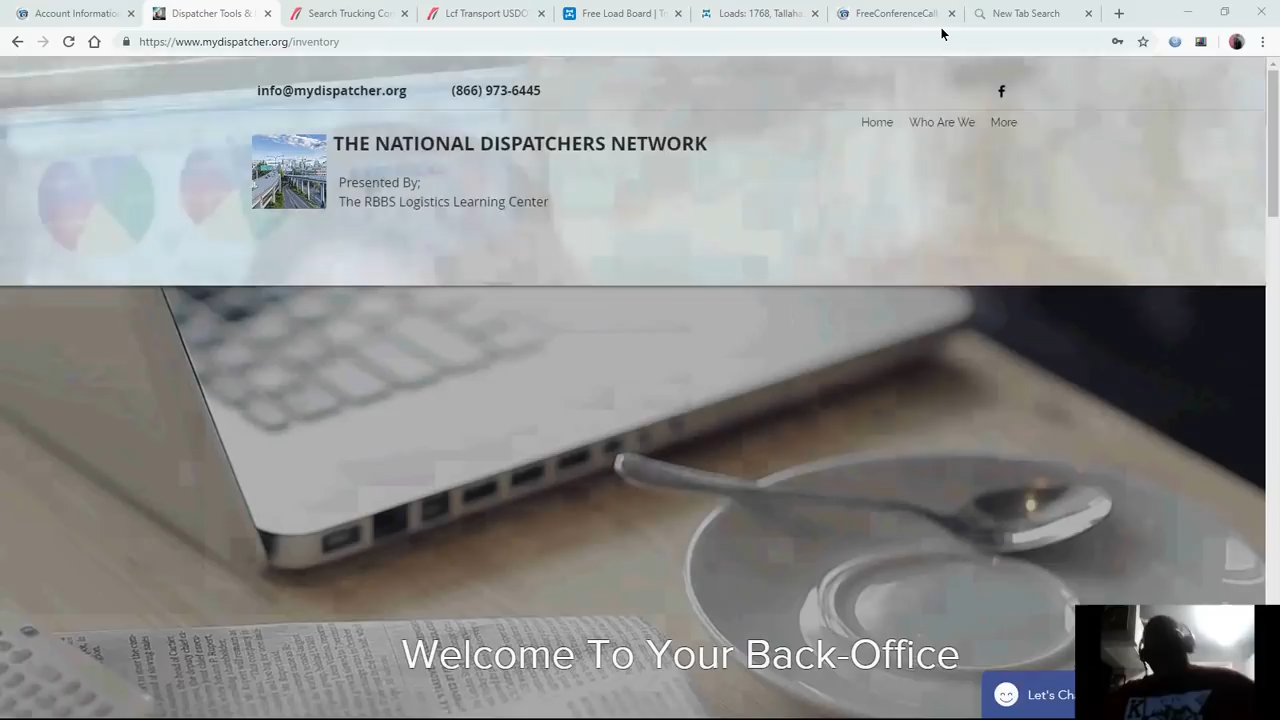 Account Informatio
Dispatcher Tools &
Search Trucking Co
Lcf Transport USDO
Free Load Board | Tr
Loads: 1768, Tallaha
FreeConferenceCall
New Tab Search
https://www.mydispatcher.org/inventory
info@mydispatcher.org
(866) 973-6445
Home
Who Are We
More
THE NATIONAL DISPATCHERS NETWORK
Presented By;
The RBBS Logistics Learning Center
Welcome To Your Back-Office
Let's Cha